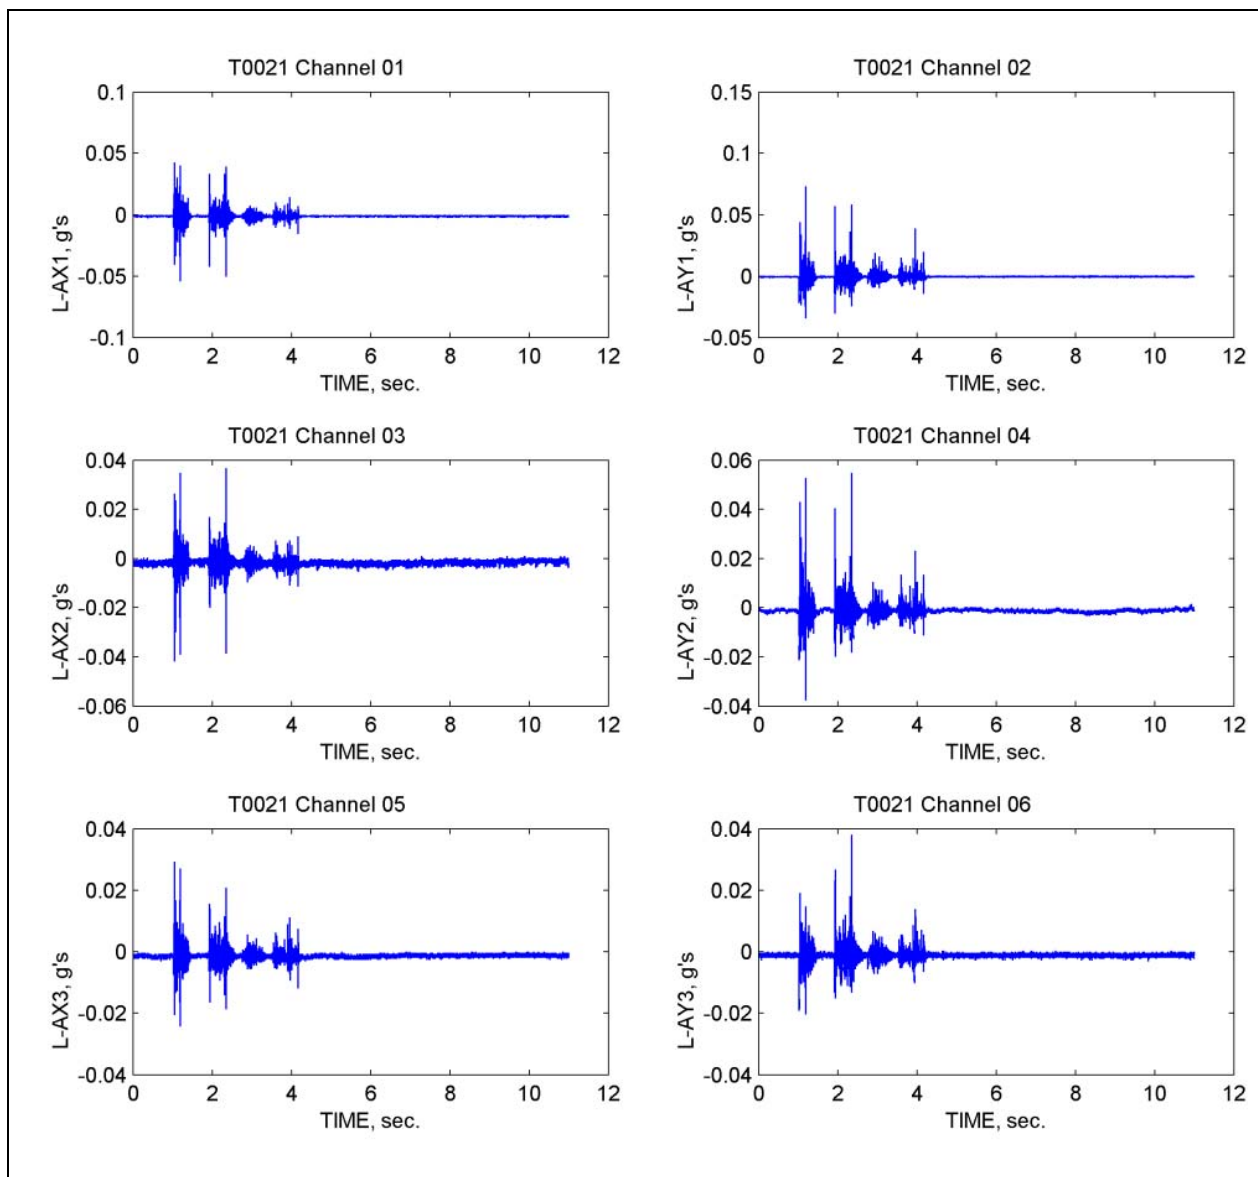 T0021 Channel 01
0.1
0.05
0
-0.05
-0.1
L-AX1, g's
0 2 4 6 8 10 12
TIME, sec.
T0021 Channel 02
0.15
0.1
0.05
0
-0.05
L-AY1, g's
0 2 4 6 8 10 12
TIME, sec.
T0021 Channel 03
0.04
0.02
0
-0.02
-0.04
-0.06
L-AX2, g's
0 2 4 6 8 10 12
TIME, sec.
T0021 Channel 04
0.06
0.04
0.02
0
-0.02
-0.04
L-AY2, g's
0 2 4 6 8 10 12
TIME, sec.
T0021 Channel 05
0.04
0.02
0
-0.02
-0.04
L-AX3, g's
0 2 4 6 8 10 12
TIME, sec.
T0021 Channel 06
0.04
0.02
0
-0.02
-0.04
L-AY3, g's
0 2 4 6 8 10 12
TIME, sec.